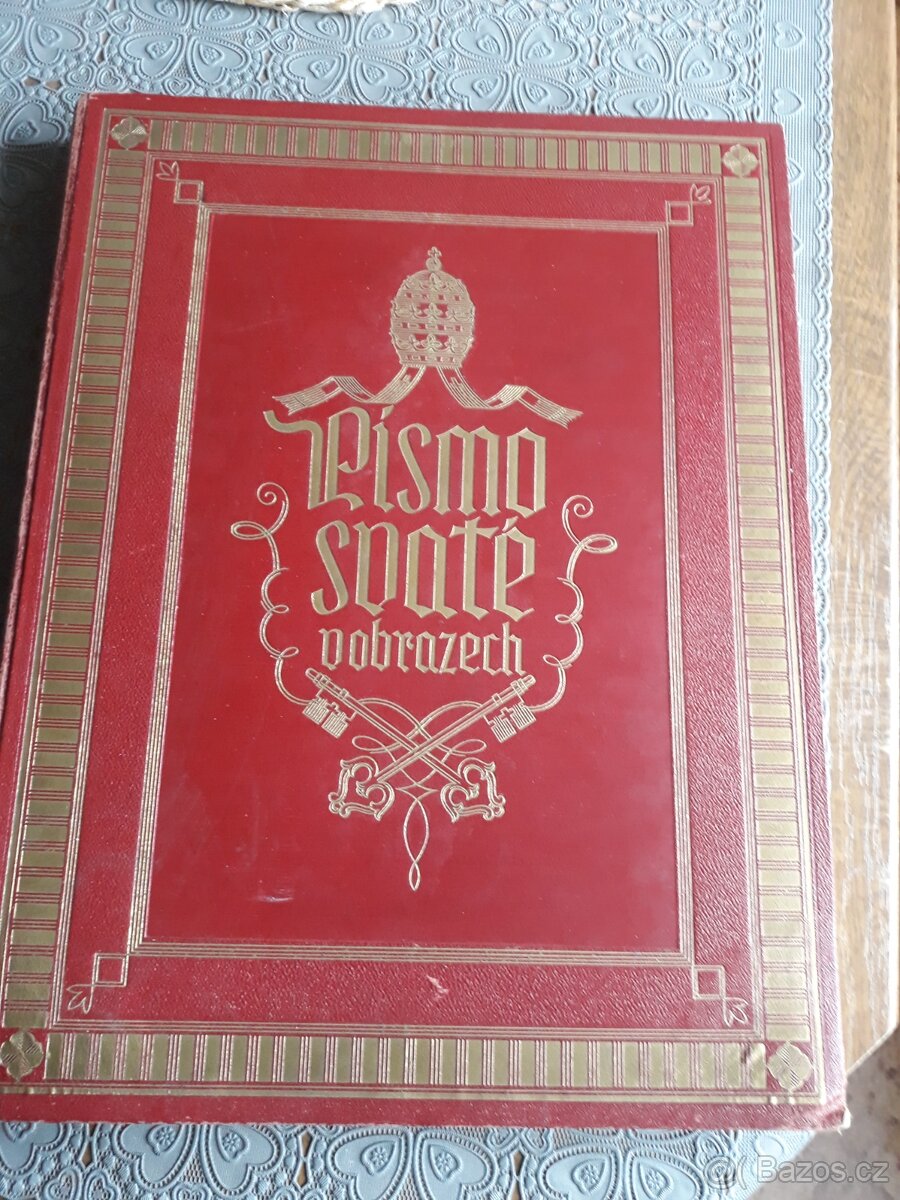 Písmo
svaté
v obrazech
Bazos.cz